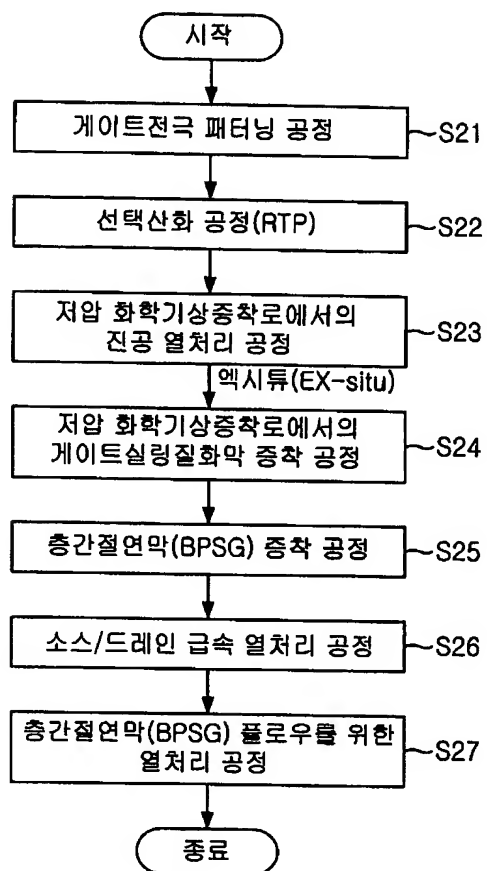 시작
게이트전극 패터닝 공정
S21
선택산화 공정(RTP)
S22
저압 화학기상증착로에서의
진공 열처리 공정
S23
엑시튜(EX-situ)
저압 화학기상증착로에서의
게이트실링질화막 증착 공정
S24
층간절연막(BPSG) 증착 공정
S25
소스/드레인 급속 열처리 공정
S26
층간절연막(BPSG) 플로우를 위한
열처리 공정
S27
종료